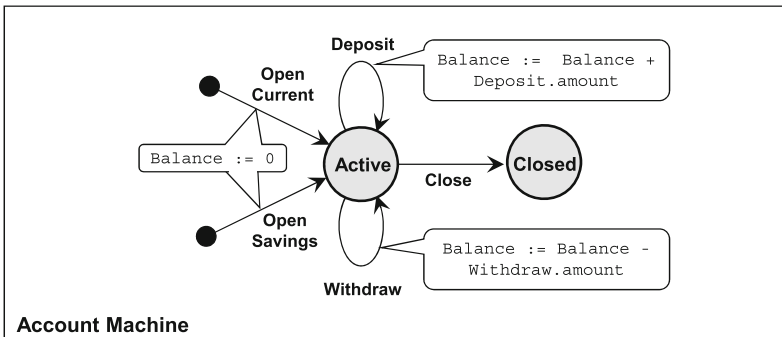 Deposit
Balance :=  Balance +
Deposit.amount
Open
Current
Balance := 0
Active
Closed
Close
Open
Savings
Balance := Balance -
Withdraw.amount
Withdraw
Account Machine